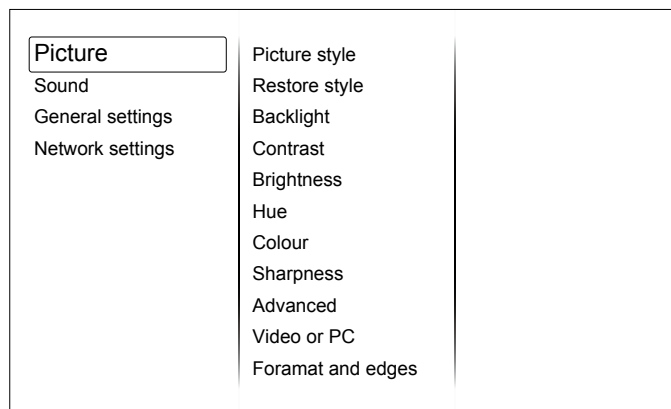 Picture
Sound
General settings
Network settings
Picture style
Restore style
Backlight
Contrast
Brightness
Hue
Colour
Sharpness
Advanced
Video or PC
Foramat and edges